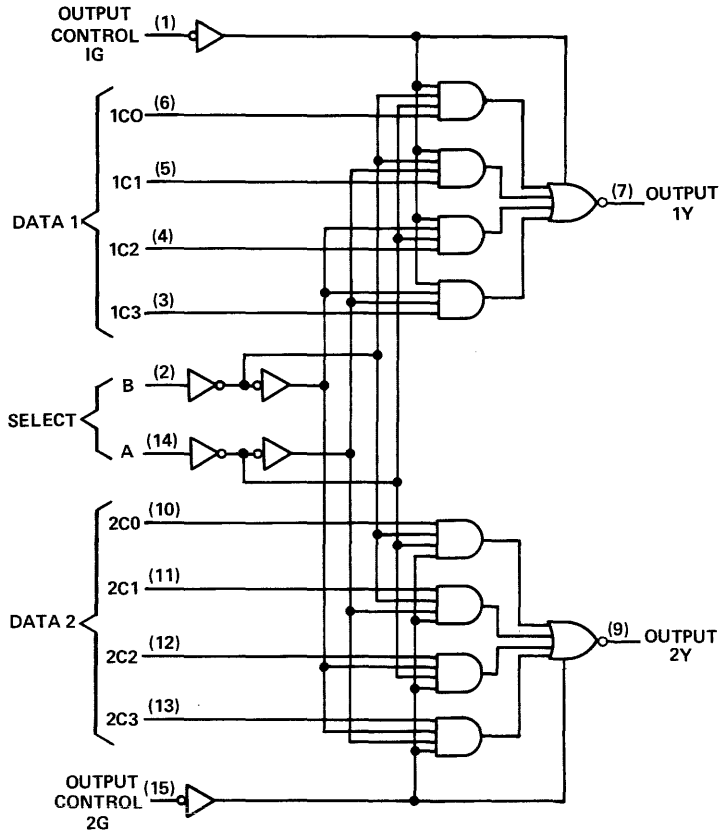 OUTPUT
CONTROL
IG
(1)
1C0
(6)
1C1
(5)
DATA 1
1C2
(4)
1C3
(3)
(7)
OUTPUT
1Y
B
(2)
SELECT
A
(14)
2C0
(10)
2C1
(11)
DATA 2
2C2
(12)
2C3
(13)
(9)
OUTPUT
2Y
OUTPUT
CONTROL
2G
(15)